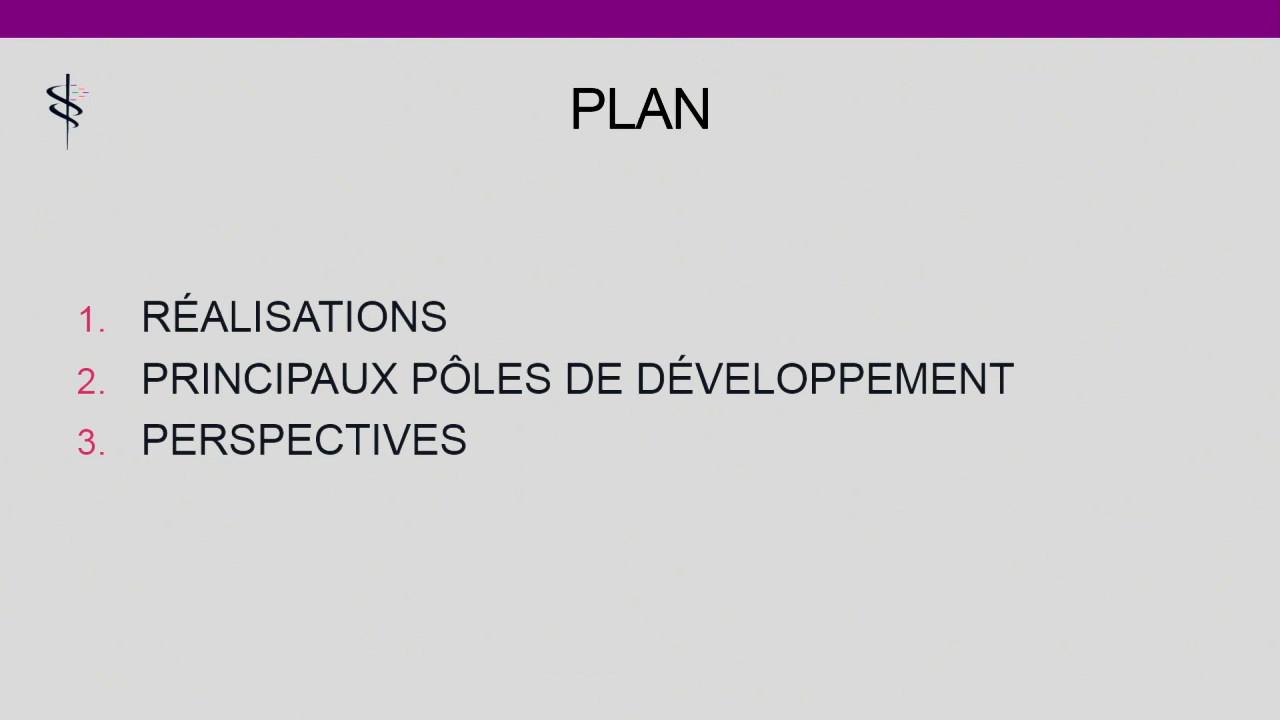 PLAN
1. RÉALISATIONS
2. PRINCIPAUX PÔLES DE DÉVELOPPEMENT
3. PERSPECTIVES